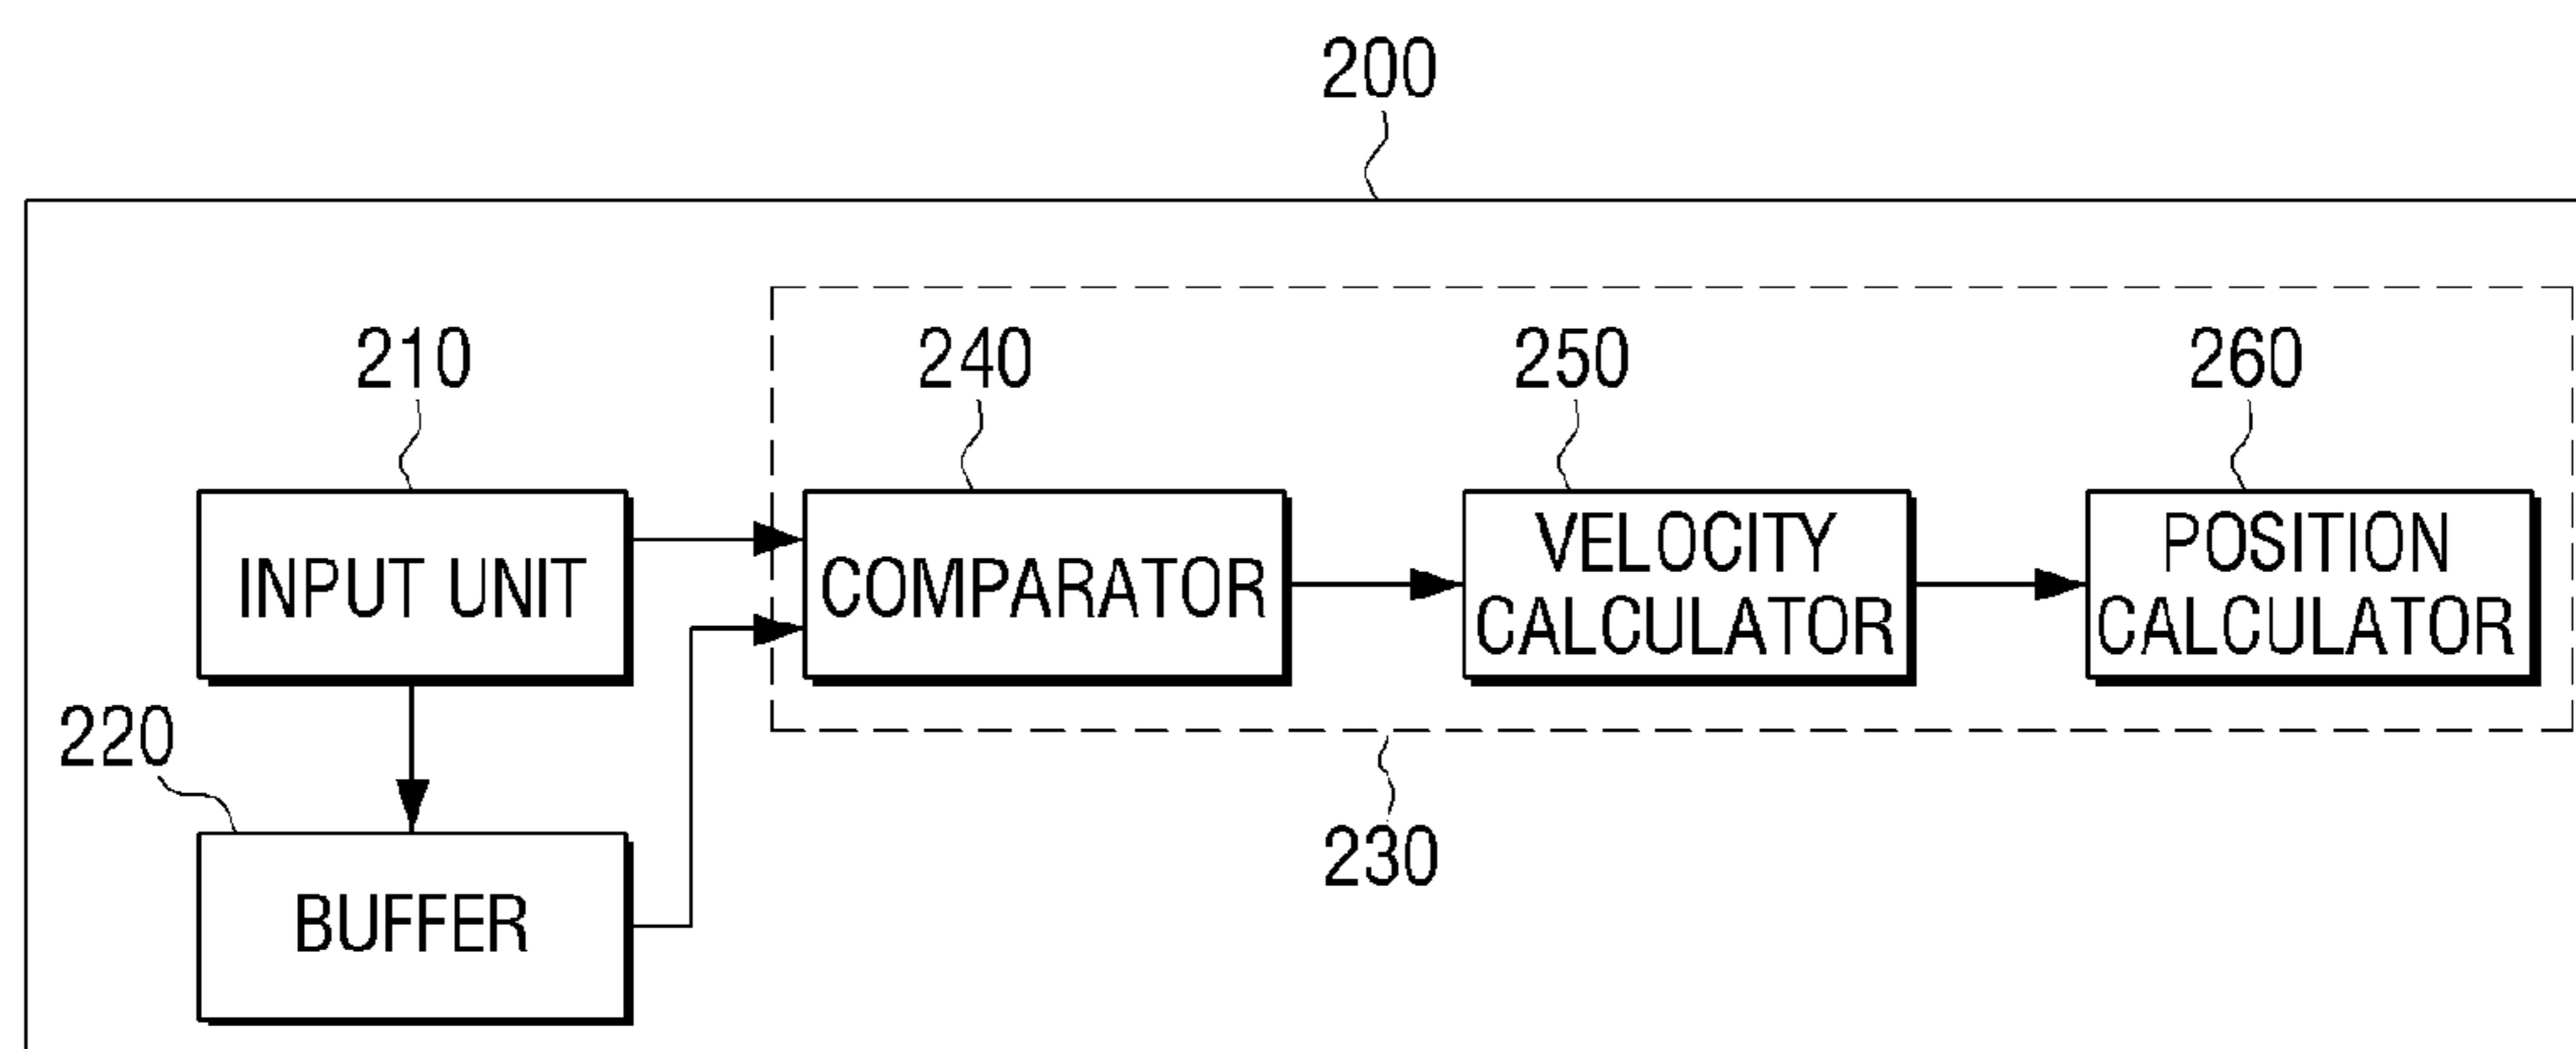 200
210
240
250
260
INPUT UNIT
COMPARATOR
VELOCITY
CALCULATOR
POSITION
CALCULATOR
220
230
BUFFER